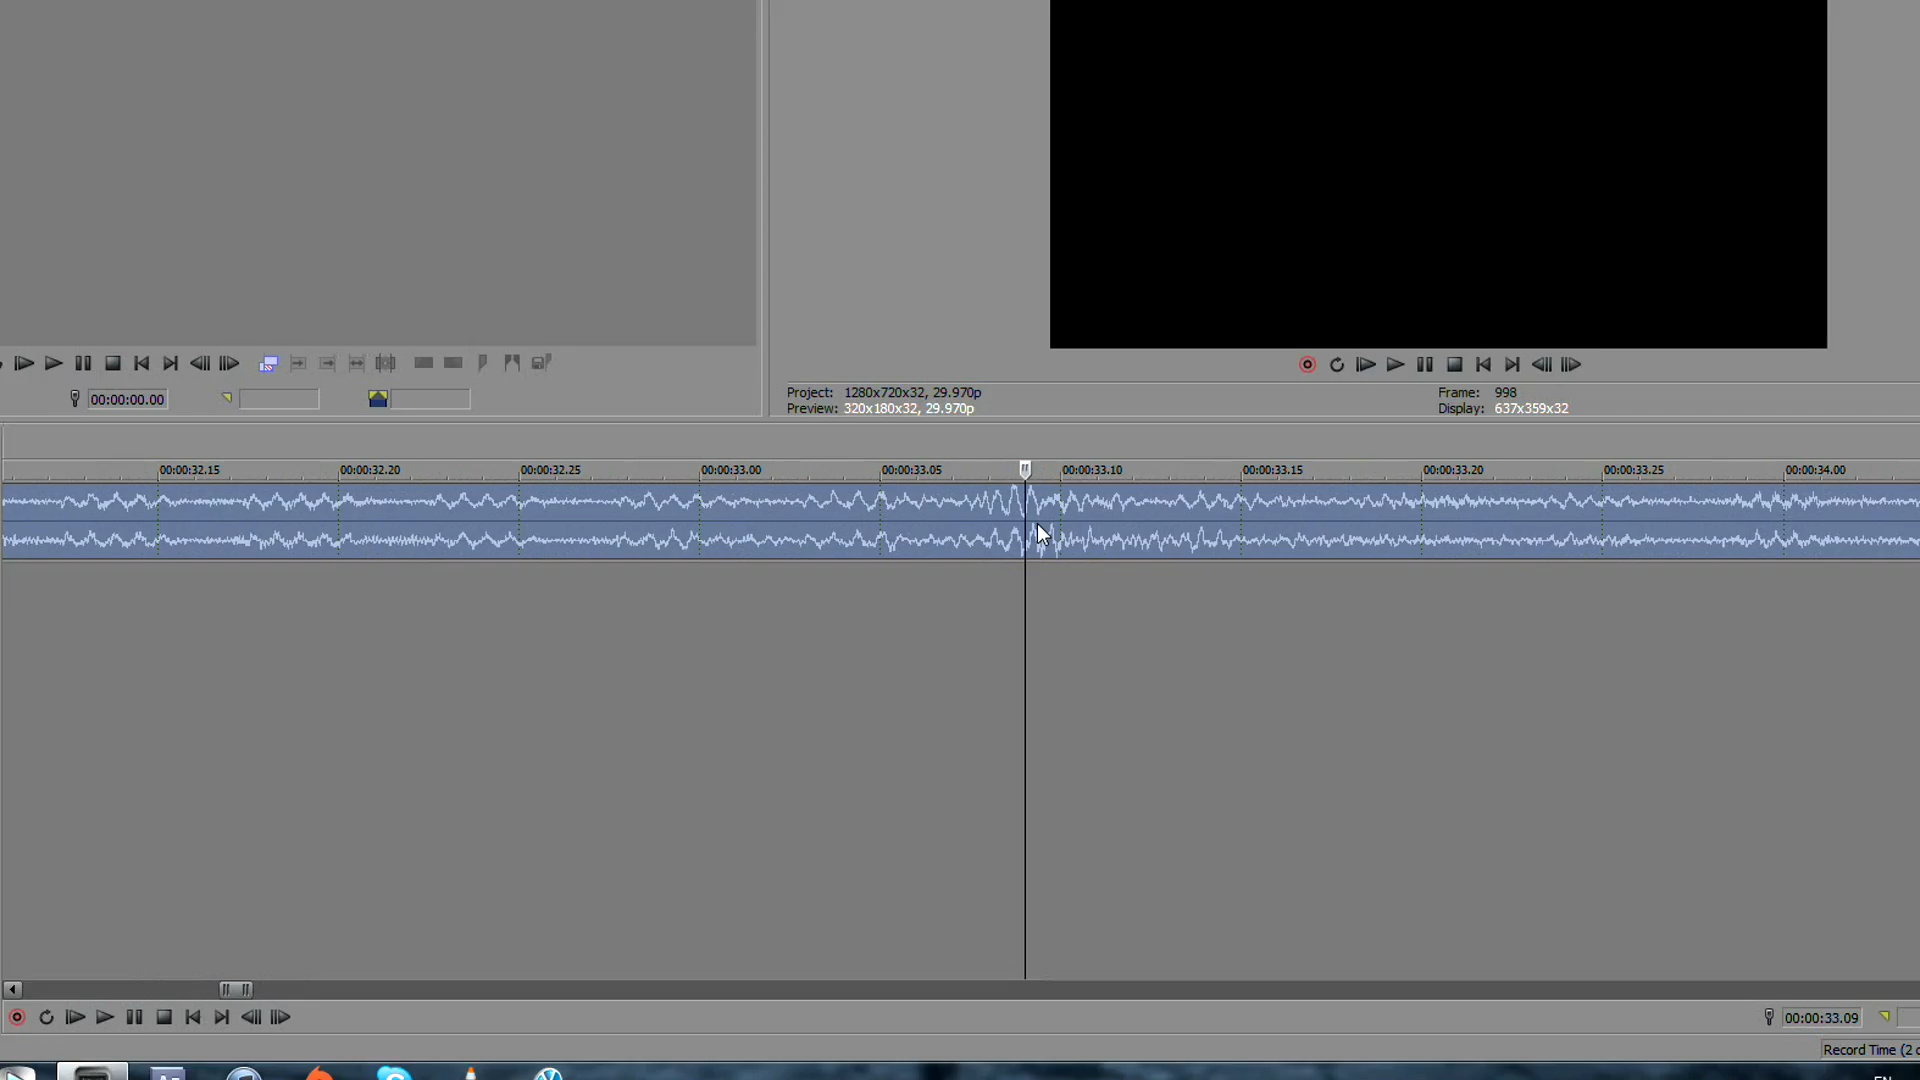 00:00:00.00
Project: 1280x720x32, 29.970p
Preview: 320x180x32, 29.970p
Frame: 998
Display: 637x359x32
00:00:32.15 00:00:32.20 00:00:32.25 00:00:33.00 00:00:33.05 00:00:33.10 00:00:33.15 00:00:33.20 00:00:33.25 00:00:34.00
00:00:33.09
Record Time (2